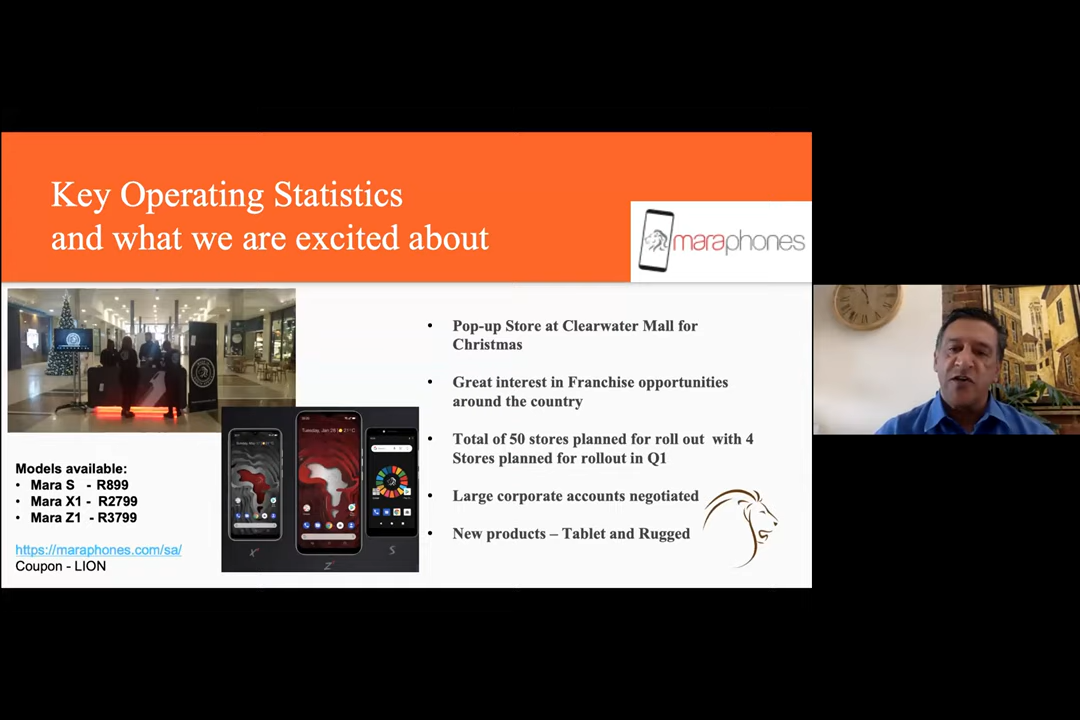 Key Operating Statistics
and what we are excited about
maraphones
• Pop-up Store at Clearwater Mall for
Christmas
• Great interest in Franchise opportunities
around the country
• Total of 50 stores planned for roll out with 4
Stores planned for rollout in Q1
• Large corporate accounts negotiated
• New products – Tablet and Rugged
Models available:
• Mara S - R899
• Mara X1 - R2799
• Mara Z1 - R3799
https://maraphones.com/sa/
Coupon - LION
X
Z
S